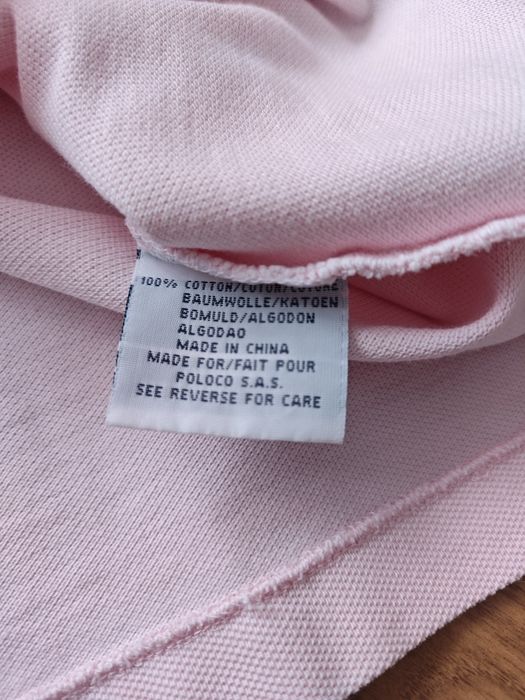 100% COTTON/COTON/COTONE
BAUMWOLLE/KATOEN
BOMULD/ALGODON
ALGODAO
MADE IN CHINA
MADE FOR/FAIT POUR
POLOCO S.A.S.
SEE REVERSE FOR CARE